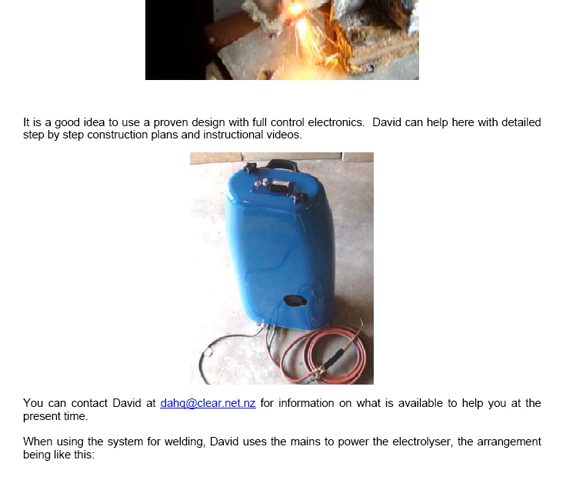 It is a good idea to use a proven design with full control electronics.  David can help here with detailed
step by step construction plans and instructional videos.
You can contact David at dahq@clear.net.nz for information on what is available to help you at the
present time.
When using the system for welding, David uses the mains to power the electrolyser, the arrangement
being like this: